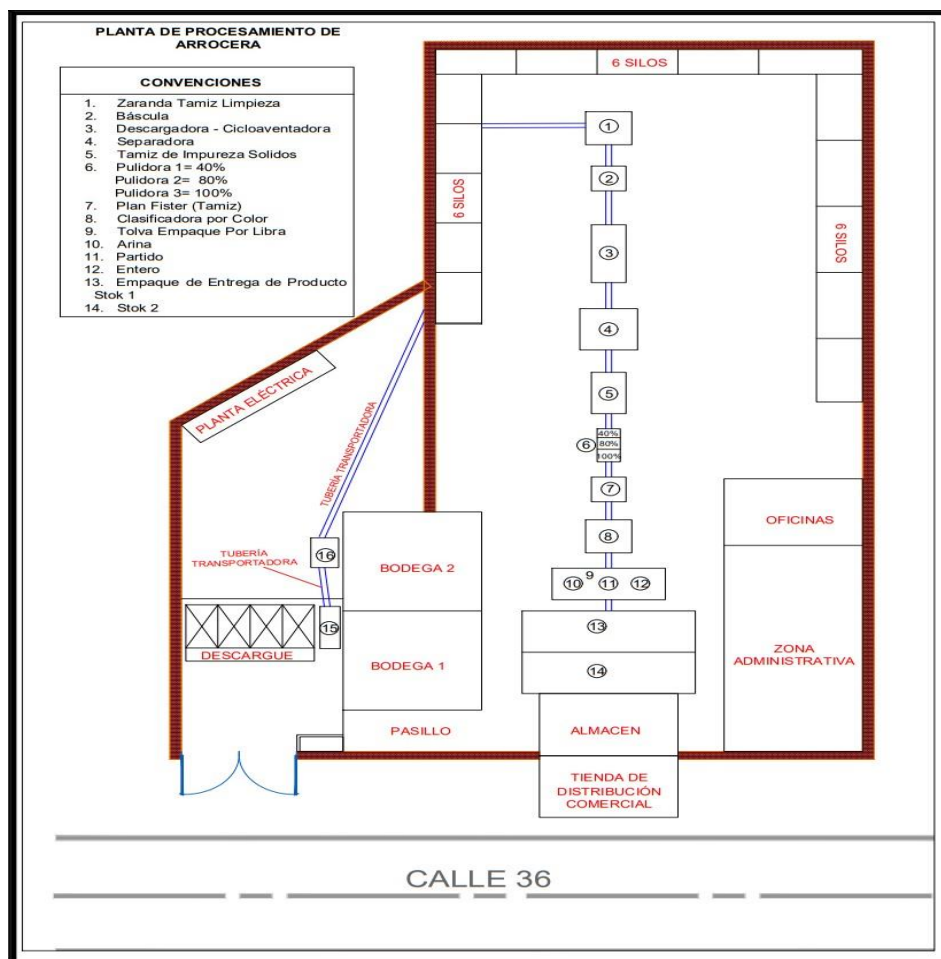 PLANTA DE PROCESAMIENTO DE
ARROCERA
CONVENCIONES
1. Zaranda Tamiz Limpieza
2. Báscula
3. Descargadora - Cicloaventadora
4. Separadora
5. Tamiz de Impureza Solidos
6. Pulidora 1= 40%
Pulidora 2= 80%
Pulidora 3= 100%
7. Plan Fister (Tamiz)
8. Clasificadora por Color
9. Tolva Empaque Por Libra
10. Arina
11. Partido
12. Entero
13. Empaque de Entrega de Producto
Stok 1
14. Stok 2
6 SILOS
6 SILOS
6 SILOS
1
2
3
4
5
6
40%
80%
100%
7
8
9
10 11 12
13
14
PLANTA ELÉCTRICA
TUBERÍA TRANSPORTADORA
16
TUBERÍA
TRANSPORTADORA
15
DESCARGUE
BODEGA 2
BODEGA 1
PASILLO
OFICINAS
ZONA
ADMINISTRATIVA
ALMACEN
TIENDA DE
DISTRIBUCIÓN
COMERCIAL
CALLE 36